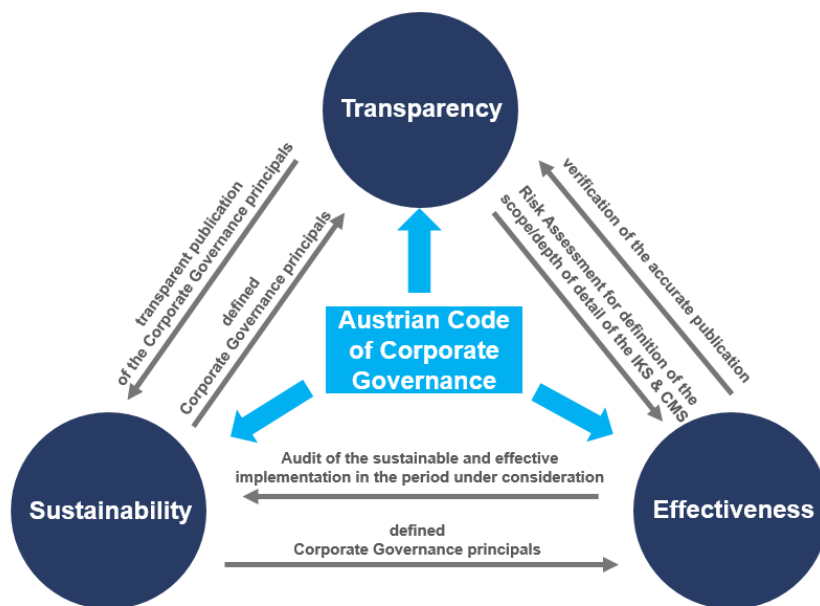 Transparency
transparent publication
of the Corporate Governance principals
defined
Corporate Governance principals
verification of the accurate publication
Risk Assessment for definition of the
scope/depth of detail of the IKS & CMS
Austrian Code
of Corporate
Governance
Sustainability
Audit of the sustainable and effective
implementation in the period under consideration
Effectiveness
defined
Corporate Governance principals